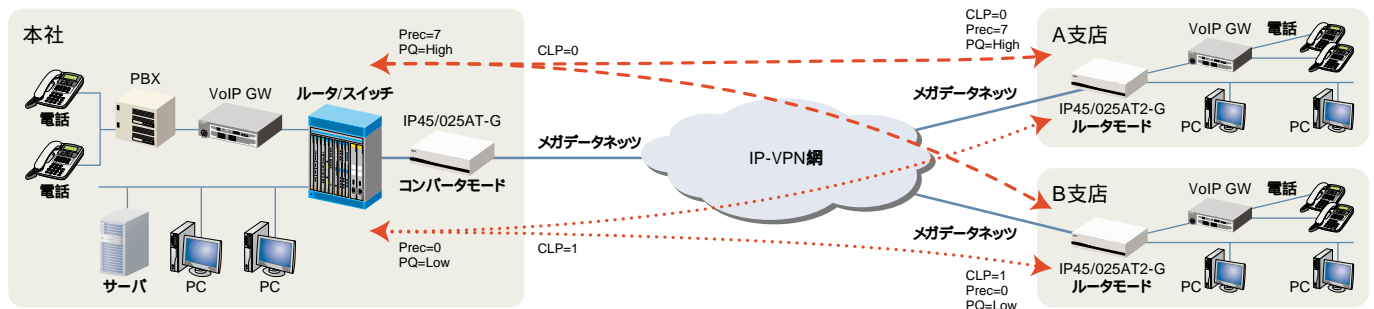 本社
Prec=7
PQ=High
CLP=0
PBX
VoIP GW
ルータ/スイッチ
IP45/025AT-G
電話
電話
コンバータモード
メガデータネッツ
サーバ
PC
PC
Prec=0
PQ=Low
CLP=1
IP-VPN網
CLP=0
Prec=7
PQ=High
メガデータネッツ
A支店
VoIP GW
電話
IP45/025AT2-G
ルータモード
PC
PC
メガデータネッツ
B支店
VoIP GW
電話
IP45/025AT2-G
ルータモード
PC
PC
CLP=1
Prec=0
PQ=Low